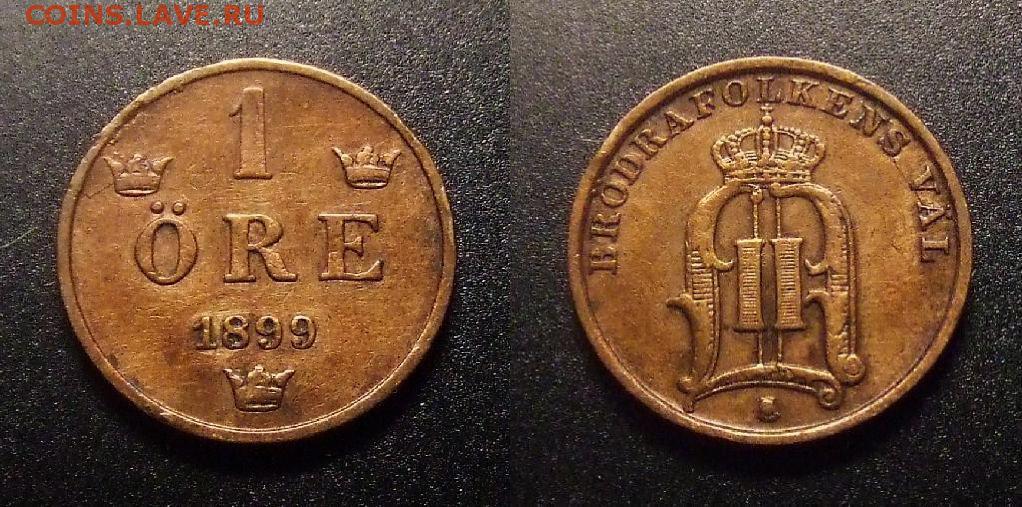 COINS.LAVE.RU
1
ÖRE
1899
BRÖDRAFOLKENS VÄL